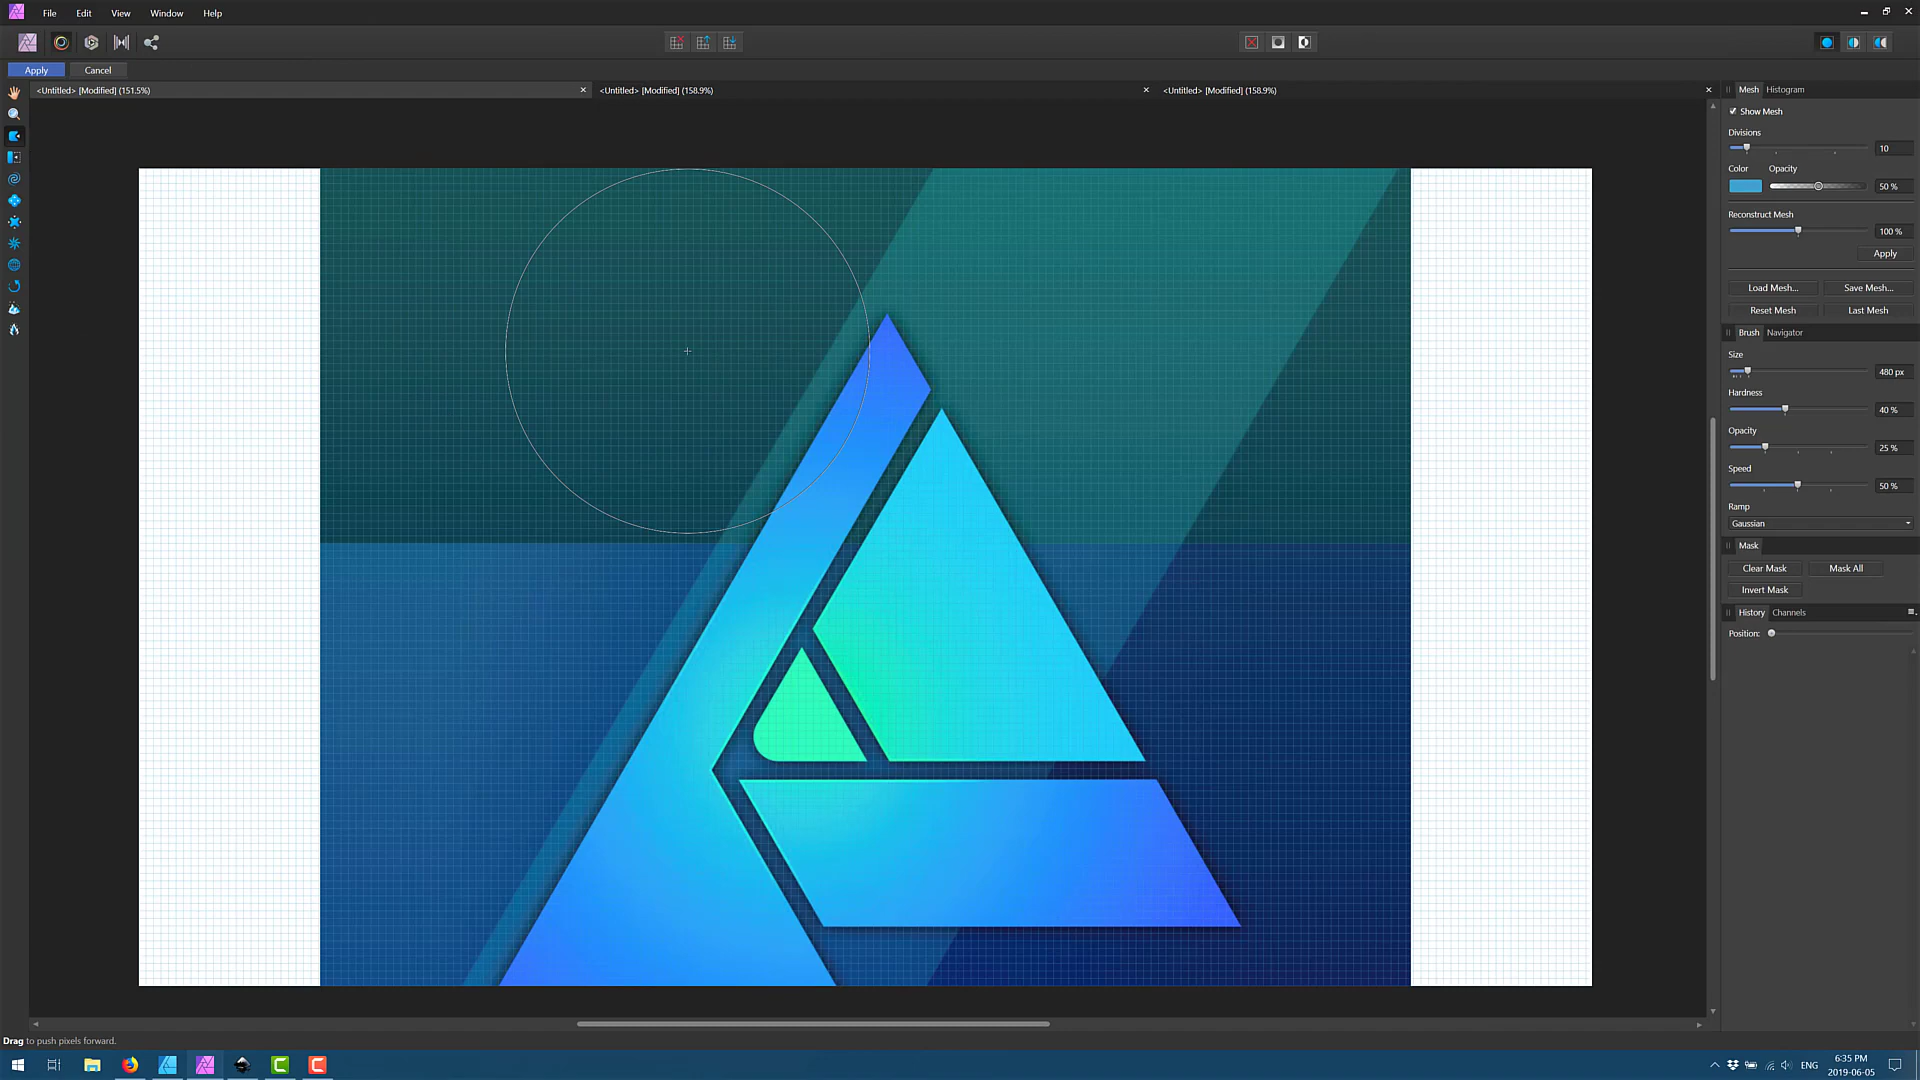 File Edit View Window Help
Apply Cancel
<Untitled> [Modified] (151.5%)
<Untitled> [Modified] (158.9%)
<Untitled> [Modified] (158.9%)
Mesh Histogram
Show Mesh
Divisions
10
Color Opacity
50 %
Reconstruct Mesh
100 %
Apply
Load Mesh... Save Mesh...
Reset Mesh Last Mesh
Brush Navigator
Size
480 px
Hardness
40 %
Opacity
25 %
Speed
50 %
Ramp
Gaussian
Mask
Clear Mask Mask All
Invert Mask
History Channels
Position:
Drag to push pixels forward.
ENG
6:35 PM
2019-06-05